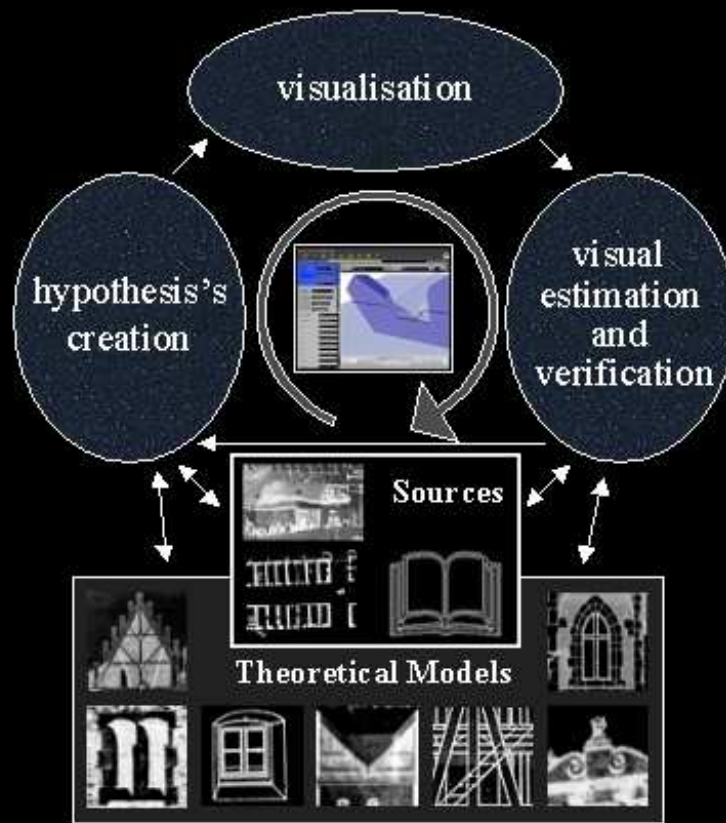 visualisation
hypothesis's
creation
visual
estimation
and
verification
Sources
Theoretical Models